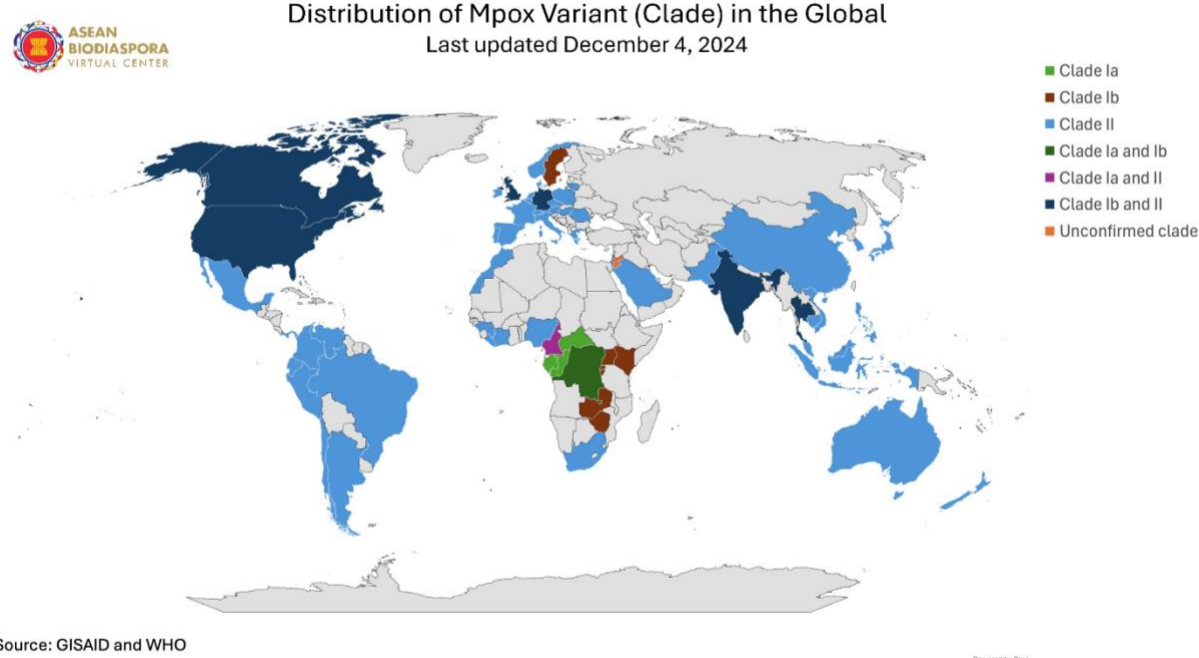 Distribution of Mpox Variant (Clade) in the Global
Last updated December 4, 2024
ASEAN
BIODIASPORA
VIRTUAL CENTER
Clade Ia
Clade Ib
Clade II
Clade Ia and Ib
Clade Ia and II
Clade Ib and II
Unconfirmed clade
Source: GISAID and WHO